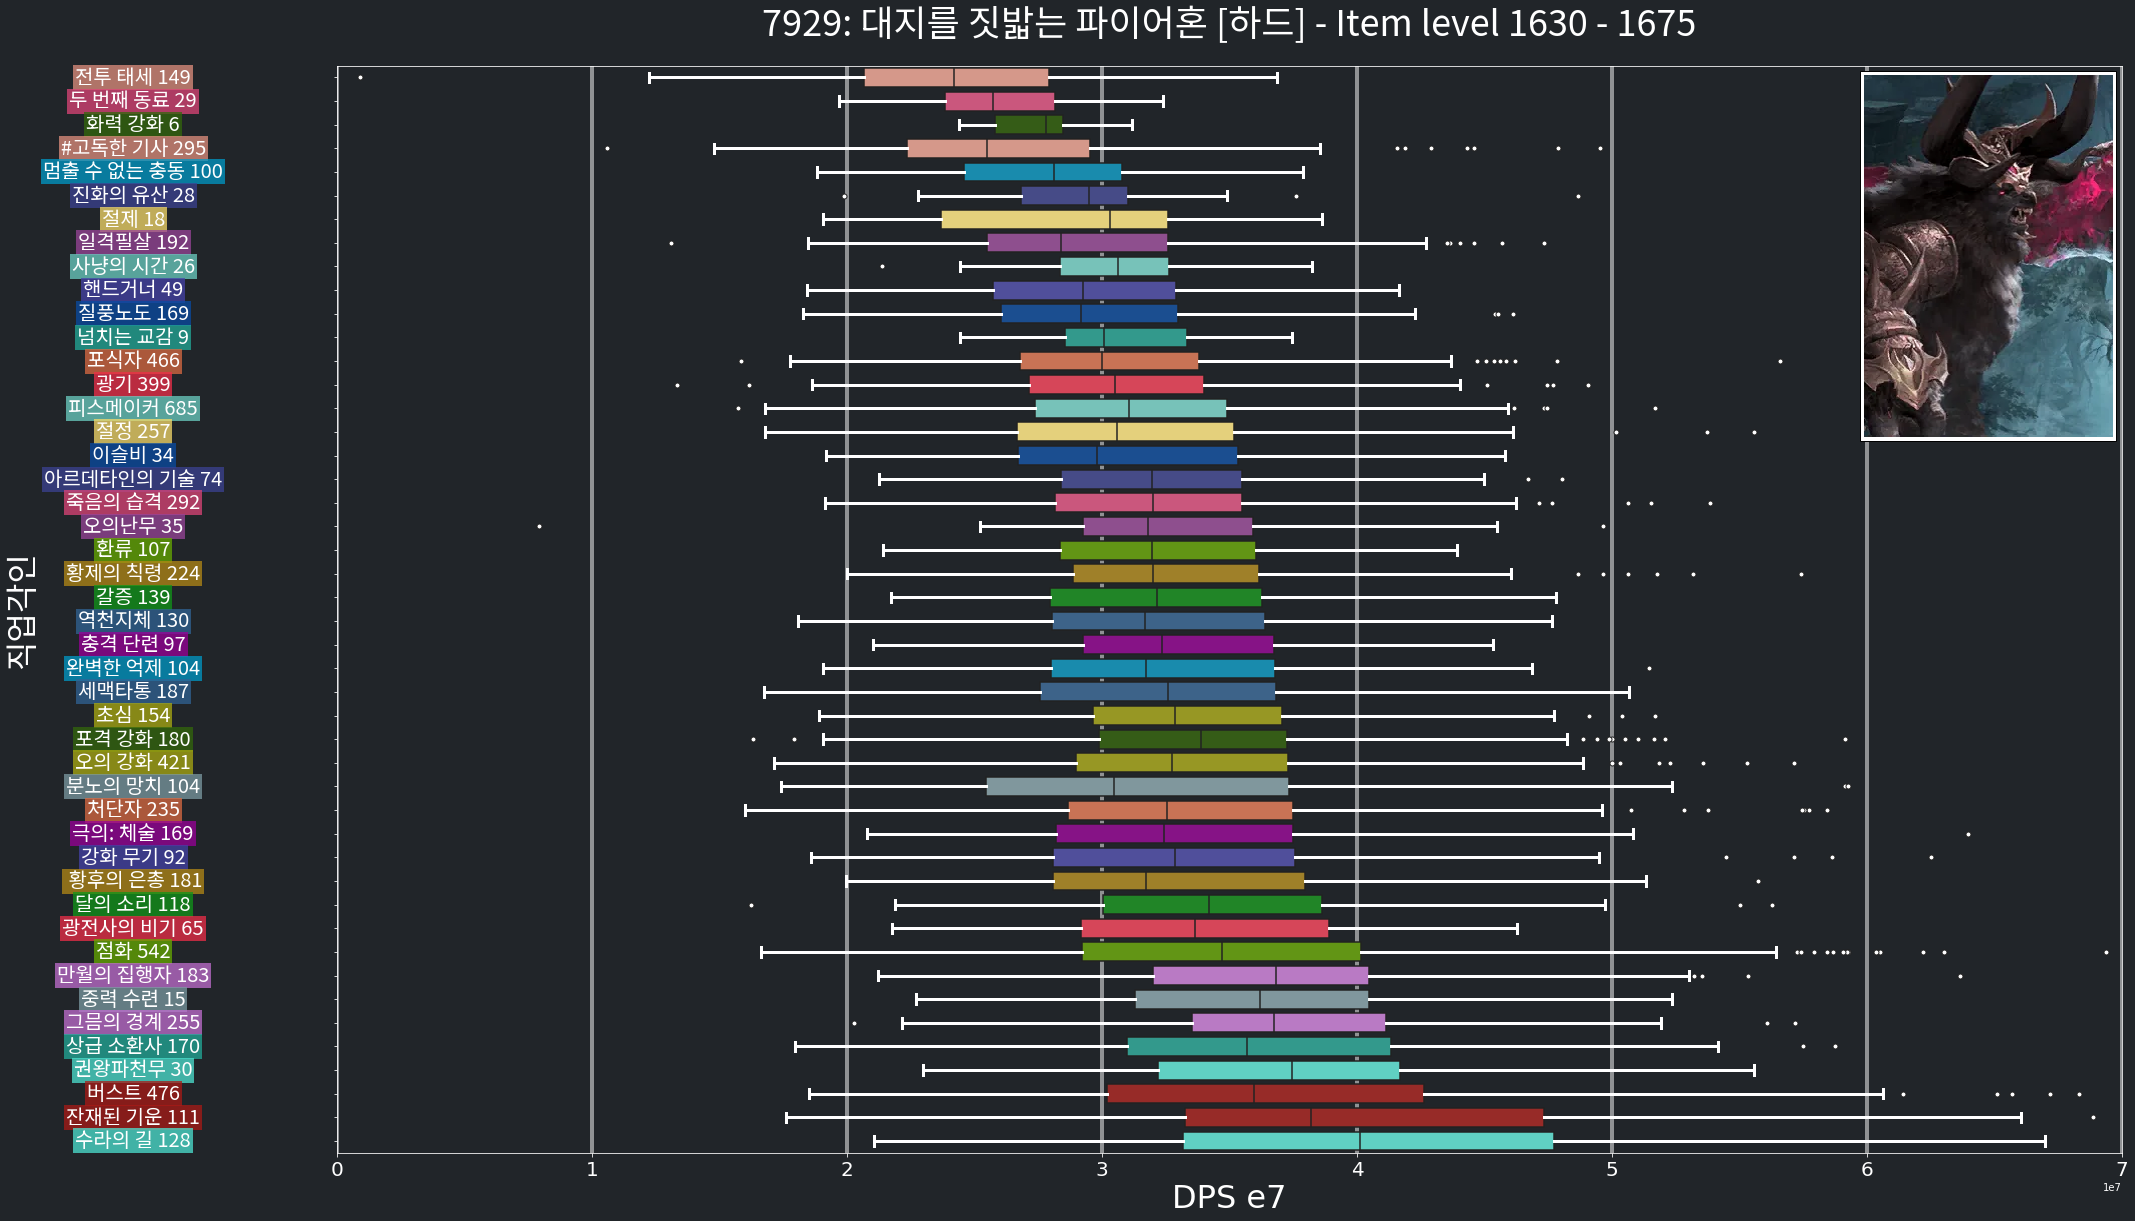 7929: 대지를 짓밟는 파이어혼 [하드] - Item level 1630 - 1675
전투 태세 149
두 번째 동료 29
화력 강화 6
#고독한 기사 295
멈출 수 없는 충동 100
진화의 유산 28
절제 18
일격필살 192
사냥의 시간 26
핸드거너 49
질풍노도 169
넘치는 교감 9
포식자 466
광기 399
피스메이커 685
절정 257
이슬비 34
아르데타인의 기술 74
죽음의 습격 292
오의난무 35
환류 107
황제의 칙령 224
갈증 139
역천지체 130
충격 단련 97
완벽한 억제 104
세맥타통 187
초심 154
포격 강화 180
오의 강화 421
분노의 망치 104
처단자 235
극의: 체술 169
강화 무기 92
황후의 은총 181
달의 소리 118
광전사의 비기 65
점화 542
만월의 집행자 183
중력 수련 15
그믐의 경계 255
상급 소환사 170
권왕파천무 30
버스트 476
잔재된 기운 111
수라의 길 128
직업각인
0 1 2 3 4 5 6 7
1e7
DPS e7